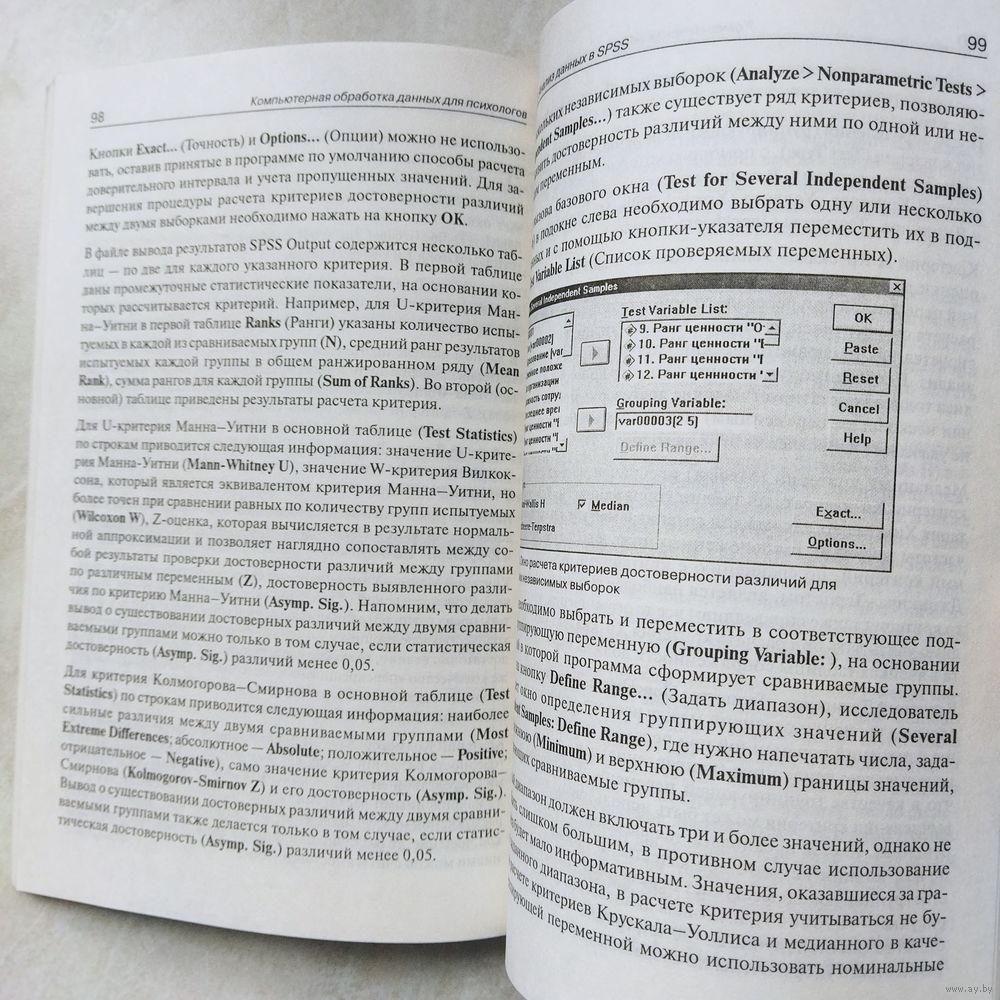 98
Компьютерная обработка данных для психологов
Кнопки Exact... (Точность) и Options... (Опции) можно не использо-
вать, оставив принятые в программе по умолчанию способы расчета
доверительного интервала и учета пропущенных значений. Для за-
вершения процедуры расчета критериев достоверности различий
между двумя выборками необходимо нажать на кнопку OK.
В файле вывода результатов SPSS Output содержится несколько таб-
лиц — по две для каждого указанного критерия. В первой таблице
даны промежуточные статистические показатели, на основании ко-
торых рассчитывается критерий. Например, для U-критерия Ман-
на–Уитни в первой таблице Ranks (Ранги) указаны количество испы-
туемых в каждой из сравниваемых групп (N), средний ранг результатов
испытуемых каждой группы в общем ранжированном ряду (Mean
Rank), сумма рангов для каждой группы (Sum of Ranks). Во второй (ос-
новной) таблице приведены результаты расчета критерия.
Для U-критерия Манна–Уитни в основной таблице (Test Statistics)
по строкам приводится следующая информация: значение U-крите-
рия Манна-Уитни (Mann-Whitney U), значение W-критерия Вилкок-
сона, который является эквивалентом критерия Манна–Уитни, но
более точен при сравнении равных по количеству групп испытуемых
(Wilcoxon W), Z-оценка, которая вычисляется в результате нормаль-
ной аппроксимации и позволяет наглядно сопоставлять между со-
бой результаты проверки достоверности различий между группами
по различным переменным (Z), достоверность выявленного разли-
чия по критерию Манна–Уитни (Asymp. Sig.). Напомним, что делать
вывод о существовании достоверных различий между двумя сравни-
ваемыми группами можно только в том случае, если статистическая
достоверность (Asymp. Sig.) различий менее 0,05.
Для критерия Колмогорова–Смирнова в основной таблице (Test
Statistics) по строкам приводится следующая информация: наиболее
сильные различия между двумя сравниваемыми группами (Most
Extreme Differences; абсолютное — Absolute; положительное — Positive;
отрицательное — Negative), само значение критерия Колмогорова–
Смирнова (Kolmogorov-Smirnov Z) и его достоверность (Asymp. Sig.).
Вывод о существовании достоверных различий между двумя сравни-
ваемыми группами также делается только в том случае, если статис-
тическая достоверность (Asymp. Sig.) различий менее 0,05.
данных в SPSS
99
независимых выборок (Analyze > Nonparametric Tests >
Samples...) также существует ряд критериев, позволяю-
достоверность различий между ними по одной или не-
переменным.
базового окна (Test for Several Independent Samples)
в подокне слева необходимо выбрать одну или несколько
и с помощью кнопки-указателя переместить их в под-
Variable List (Список проверяемых переменных).
Several Independent Samples
Test Variable List:
9. Ранг ценности "О
10. Ранг ценности "[
11. Ранг ценности "[
12. Ранг ценнности '
Grouping Variable:
var00003[2 5]
Define Range...
OK
Paste
Reset
Cancel
Help
Wallis H
Median
Terpstra
Exact...
Options...
расчета критериев достоверности различий для
независимых выборок
выбрать и переместить в соответствующее под-
переменную (Grouping Variable: ), на основании
в которой программа сформирует сравниваемые группы.
кнопку Define Range... (Задать диапазон), исследователь
окно определения группирующих значений (Several
Samples: Define Range), где нужно напечатать числа, зада-
(Minimum) и верхнюю (Maximum) границы значений,
сравниваемые группы.
должен включать три и более значений, однако не
слишком большим, в противном случае использование
будет мало информативным. Значения, оказавшиеся за гра-
диапазона, в расчете критерия учитываться не бу-
критериев Крускала–Уоллиса и медианного в каче-
переменной можно использовать номинальные
www.ay.by